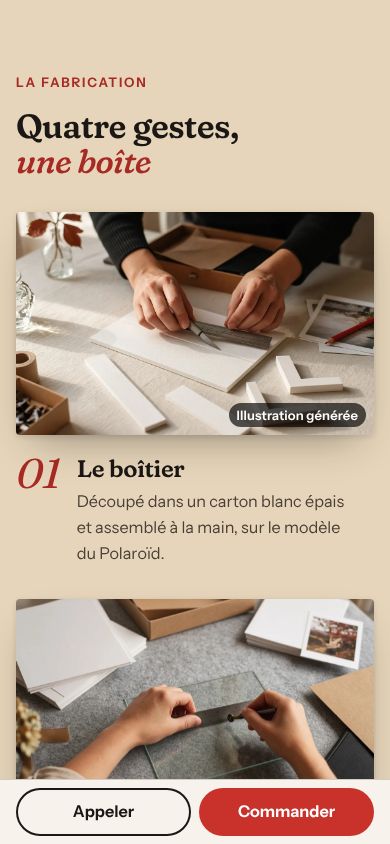 LA FABRICATION
Quatre gestes,
une boîte
Illustration générée
01
Le boîtier
Découpé dans un carton blanc épais
et assemblé à la main, sur le modèle
du Polaroïd.
Appeler
Commander